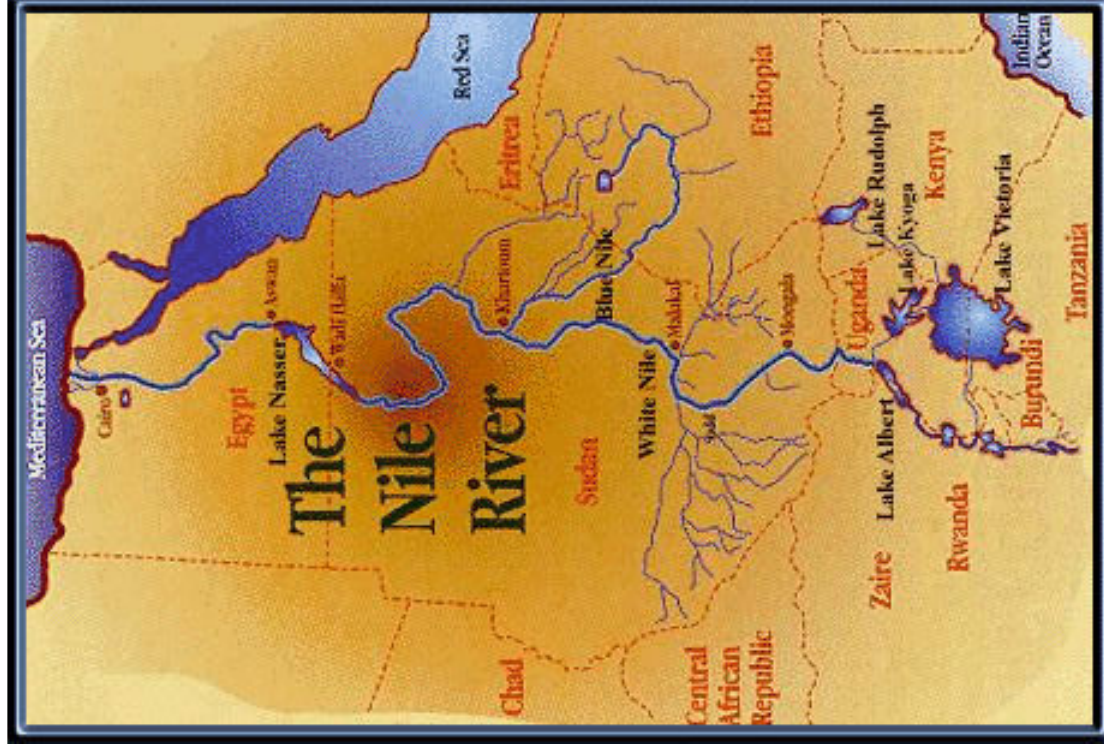 Mediterranean Sea
Cairo
Egypt
Lake Nasser
Aswan
Wadi Halfa
Red Sea
The
Nile
River
Chad
Sudan
Khartoum
Eritrea
Blue Nile
White Nile
Central
African
Republic
Ethiopia
Uganda
Lake Albert
Zaire
Lake Rudolph
Lake Kyoga
Kenya
Rwanda
Lake Victoria
Burundi
Tanzania
Indian
Ocean